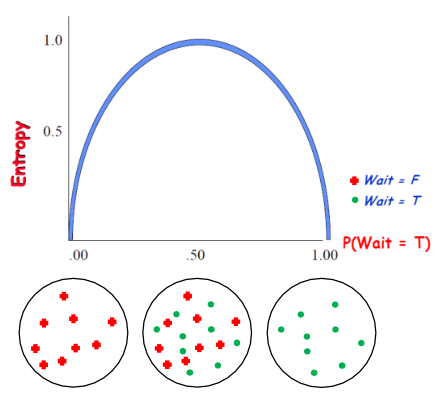 1.0
0.5
Entropy
Wait = F
Wait = T
.00 .50 1.00 P(Wait = T)